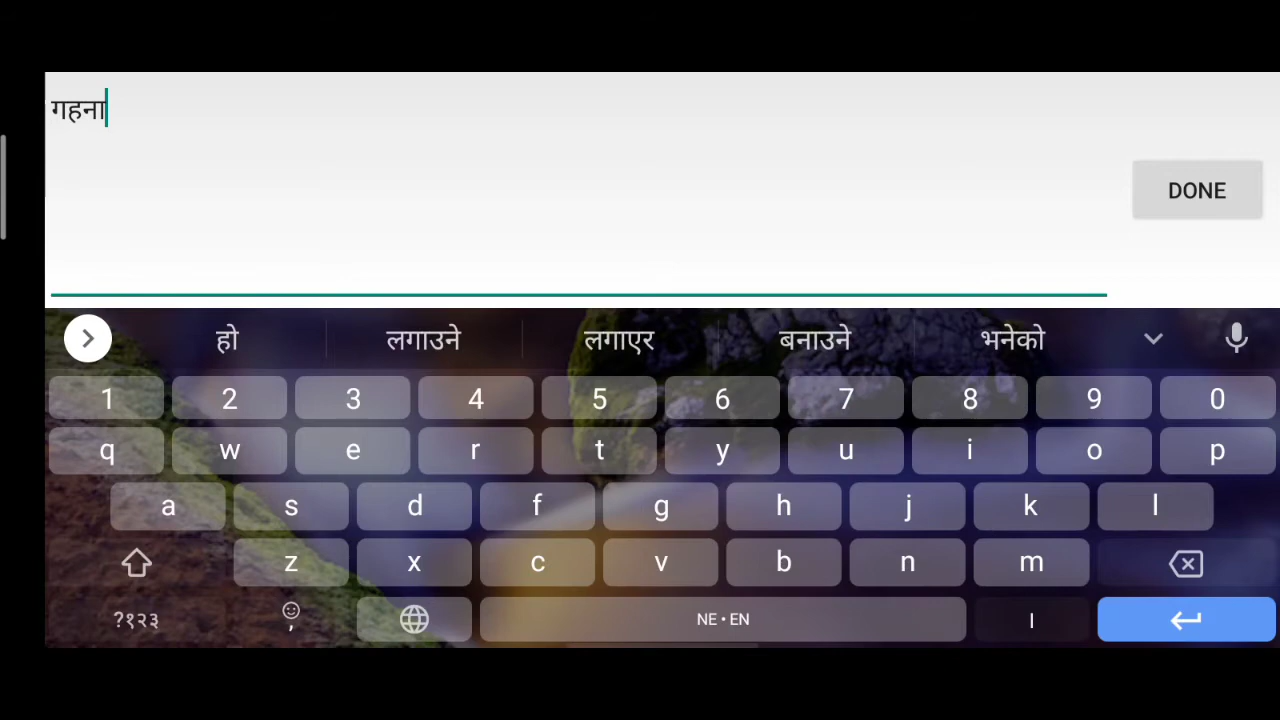 गहना
DONE
हो लगाउने लगाएर बनाउने भनेको
1 2 3 4 5 6 7 8 9 0
q w e r t y u i o p
a s d f g h j k l
z x c v b n m
?१२३ , NE • EN ।